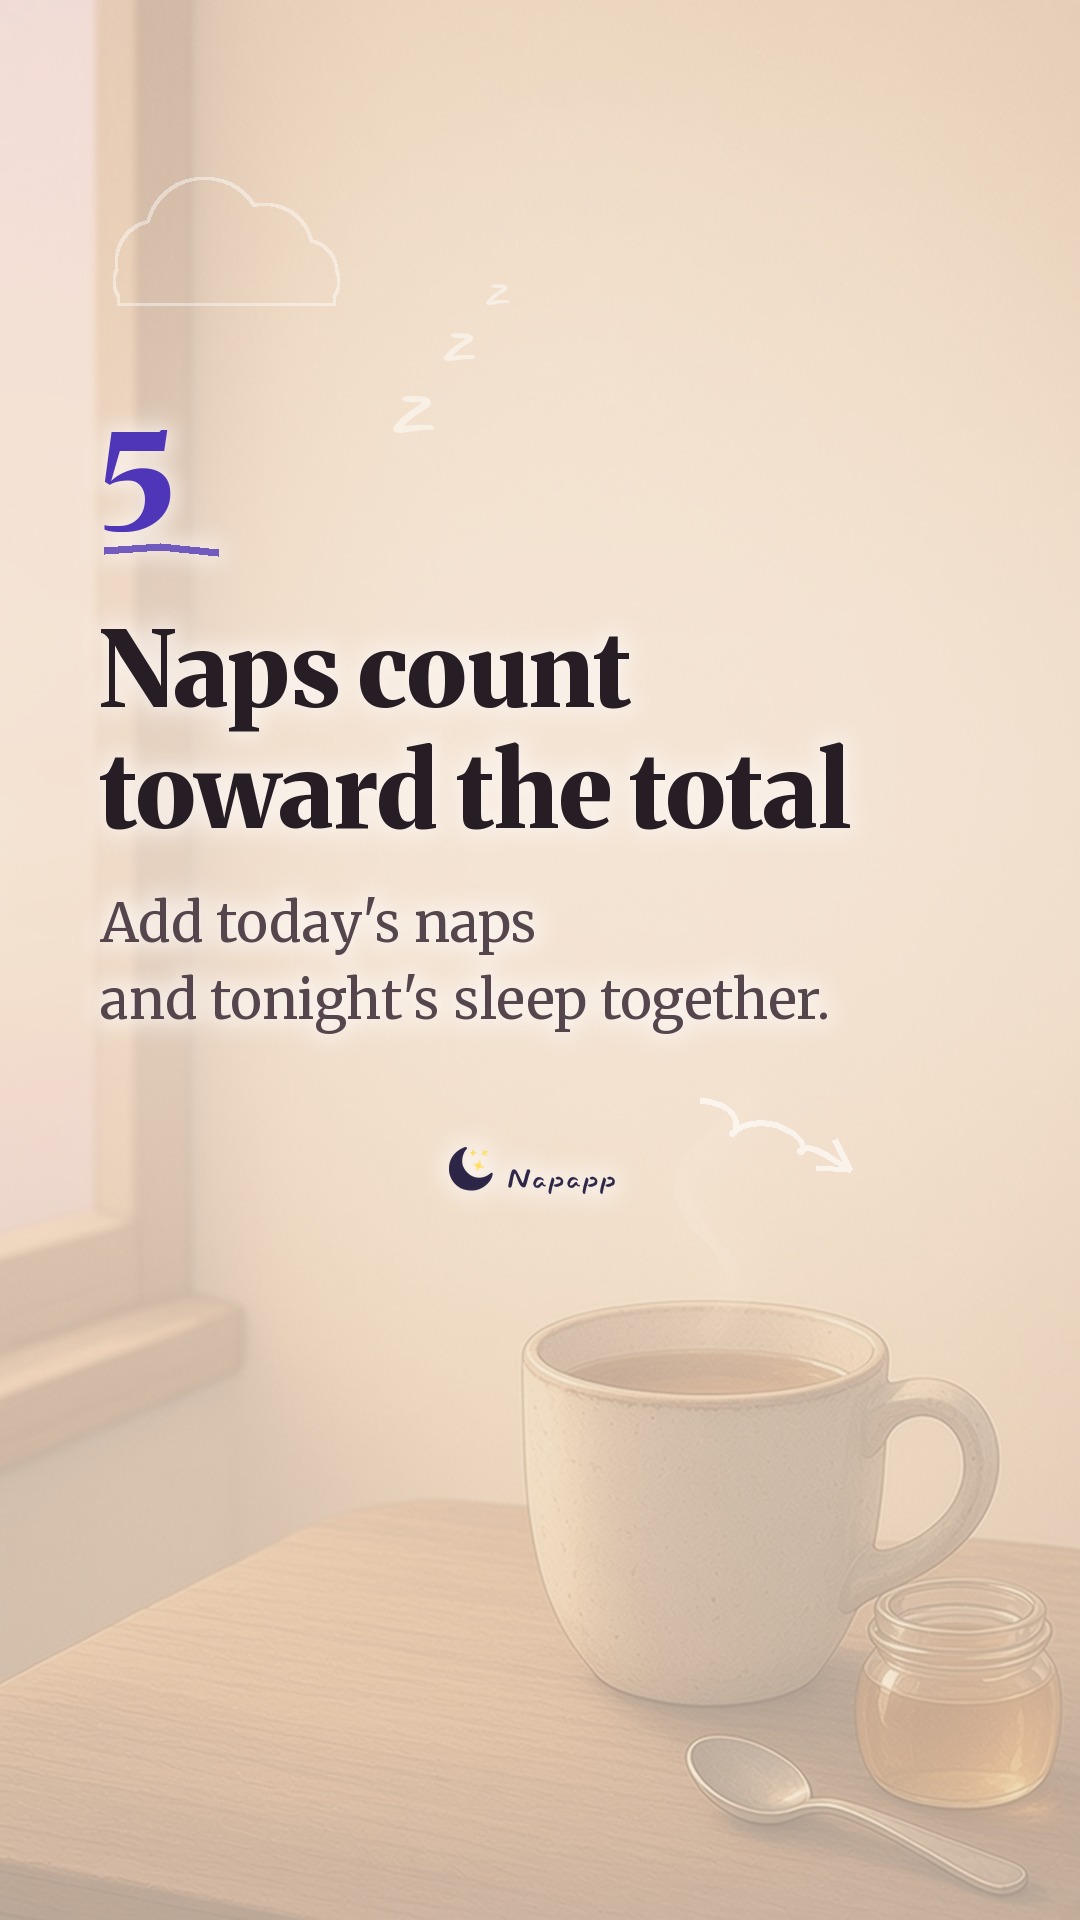 z
z
z
5
Naps count
toward the total
Add today's naps
and tonight's sleep together.
Napapp